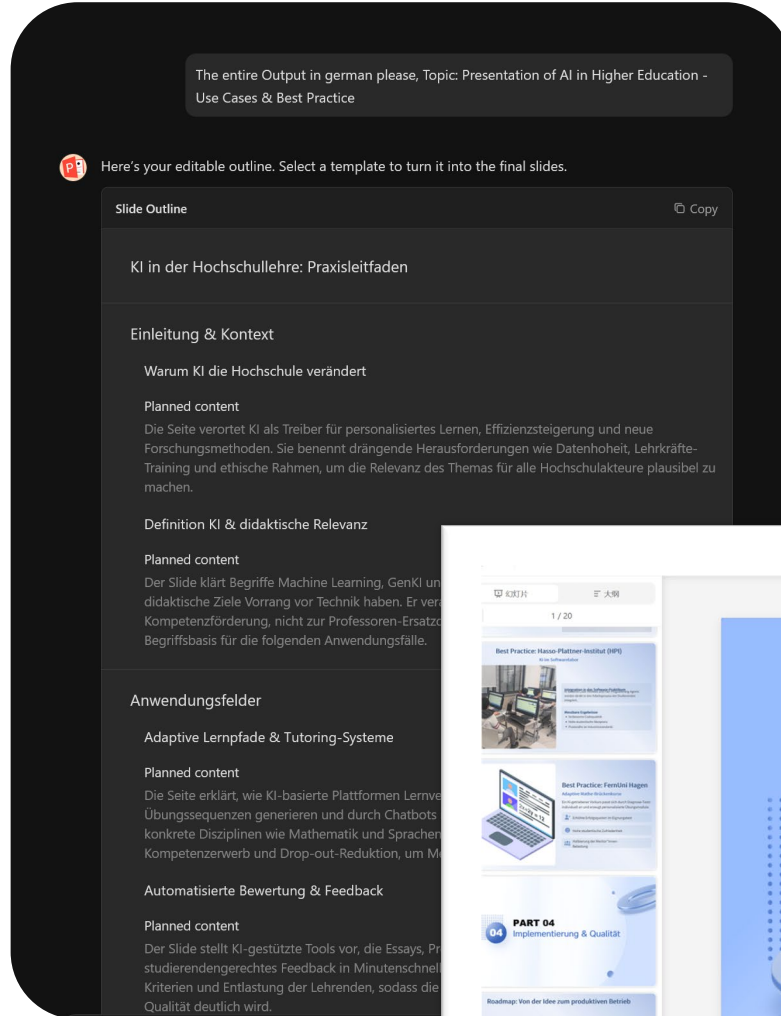 The entire Output in german please, Topic: Presentation of AI in Higher Education -
Use Cases & Best Practice
Here's your editable outline. Select a template to turn it into the final slides.
Slide Outline
Copy
KI in der Hochschullehre: Praxisleitfaden
Einleitung & Kontext
Warum KI die Hochschule verändert
Planned content
Die Seite verortet KI als Treiber für personalisiertes Lernen, Effizienzsteigerung und neue
Forschungsmethoden. Sie benennt drängende Herausforderungen wie Datenhoheit, Lehrkräfte-
Training und ethische Rahmen, um die Relevanz des Themas für alle Hochschulakteure plausibel zu
machen.
Definition KI & didaktische Relevanz
Planned content
Der Slide klärt Begriffe Machine Learning, GenKI un
didaktische Ziele Vorrang vor Technik haben. Er vera
Kompetenzförderung, nicht zur Professoren-Ersatzd
Begriffsbasis für die folgenden Anwendungsfälle.
Anwendungsfelder
Adaptive Lernpfade & Tutoring-Systeme
Planned content
Die Seite erklärt, wie KI-basierte Plattformen Lernve
Übungssequenzen generieren und durch Chatbots
konkrete Disziplinen wie Mathematik und Sprachen
Kompetenzerwerb und Drop-out-Reduktion, um Me
Automatisierte Bewertung & Feedback
Planned content
Der Slide stellt KI-gestützte Tools vor, die Essays, Pr
studierendengerechtes Feedback in Minutenschnell
Kriterien und Entlastung der Lehrenden, sodass die
Qualität deutlich wird.
幻灯片
大纲
1 / 20
Best Practice: Hasso-Plattner-Institut (HPI)
Best Practice: FernUni Hagen
04
PART 04
Implementierung & Qualität
Roadmap: Von der Idee zum produktiven Betrieb